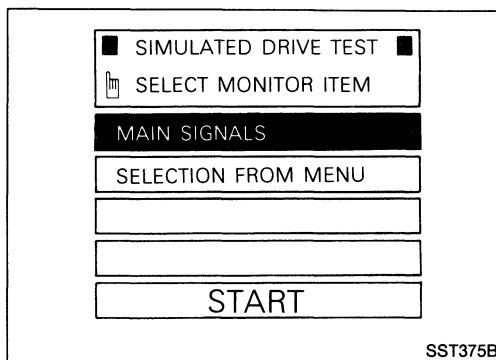 SIMULATED DRIVE TEST
SELECT MONITOR ITEM
MAIN SIGNALS
SELECTION FROM MENU
START
SST375B